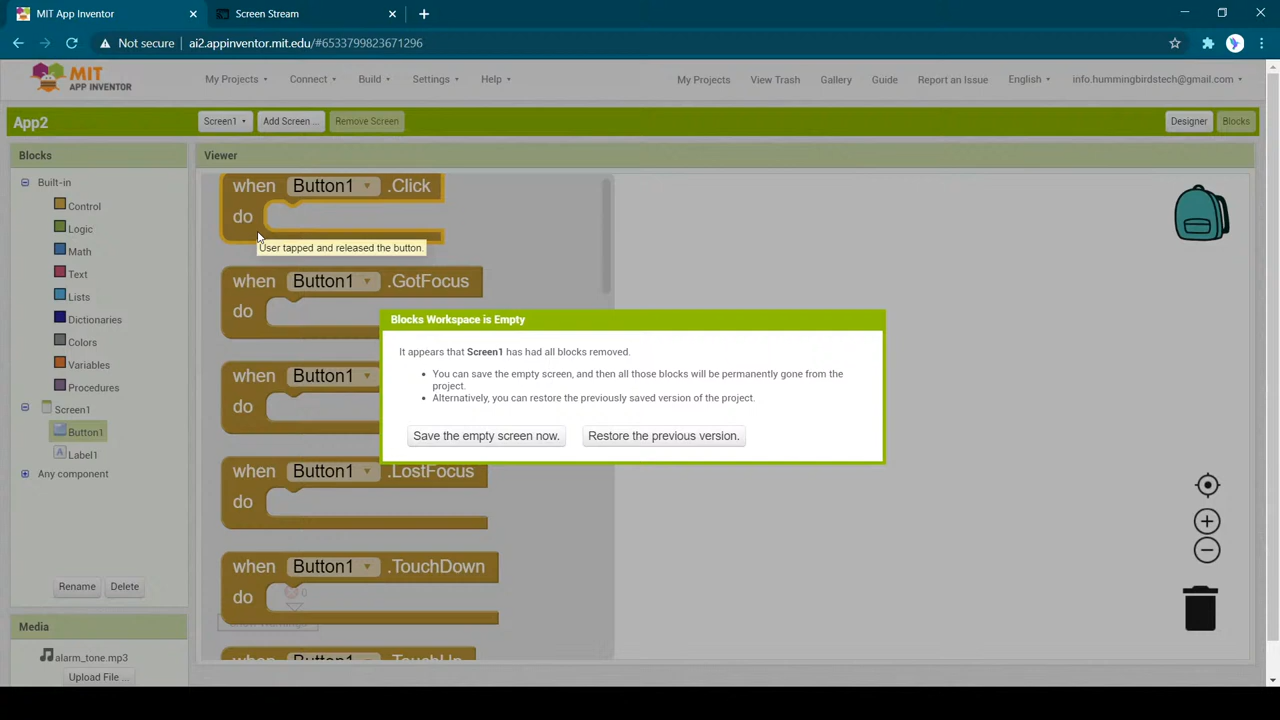 MIT App Inventor
Screen Stream
Not secure
ai2.appinventor.mit.edu/#6533799823671296
MIT
APP INVENTOR
My Projects
Connect
Build
Settings
Help
My Projects
View Trash
Gallery
Guide
Report an Issue
English
info.hummingbirdstech@gmail.com
App2
Screen1
Add Screen ...
Remove Screen
Designer
Blocks
Blocks
Viewer
Built-in
Control
Logic
Math
Text
Lists
Dictionaries
Colors
Variables
Procedures
Screen1
Button1
Label1
Any component
Rename
Delete
Media
alarm_tone.mp3
Upload File ...
when Button1 .Click
do
User tapped and released the button.
when Button1 .GotFocus
do
when Button1
do
when Button1 .LostFocus
do
when Button1 .TouchDown
do
0
when Button1 .TouchUp
Blocks Workspace is Empty
It appears that Screen1 has had all blocks removed.
• You can save the empty screen, and then all those blocks will be permanently gone from the
project.
• Alternatively, you can restore the previously saved version of the project.
Save the empty screen now.
Restore the previous version.